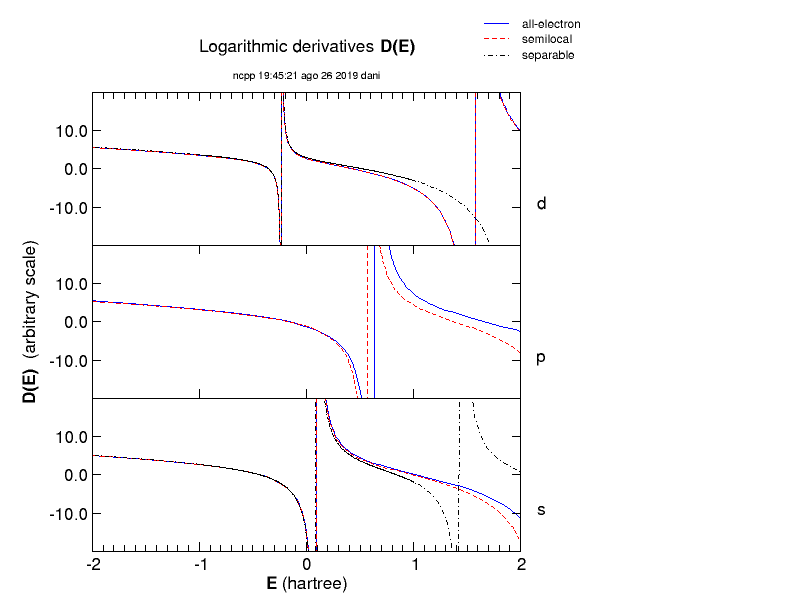 all-electron
semilocal
separable
Logarithmic derivatives D(E)
ncpp 19:45:21 ago 26 2019 dani
10.0
0.0
-10.0
d
10.0
0.0
-10.0
p
10.0
0.0
-10.0
s
D(E) (arbitrary scale)
-2 -1 0 1 2
E (hartree)